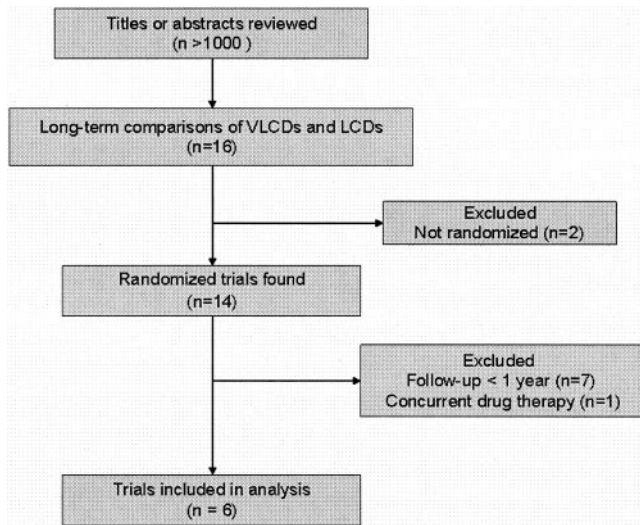 Titles or abstracts reviewed
(n >1000 )
Long-term comparisons of VLCDs and LCDs
(n=16)
Excluded
Not randomized (n=2)
Randomized trials found
(n=14)
Excluded
Follow-up < 1 year (n=7)
Concurrent drug therapy (n=1)
Trials included in analysis
(n = 6)